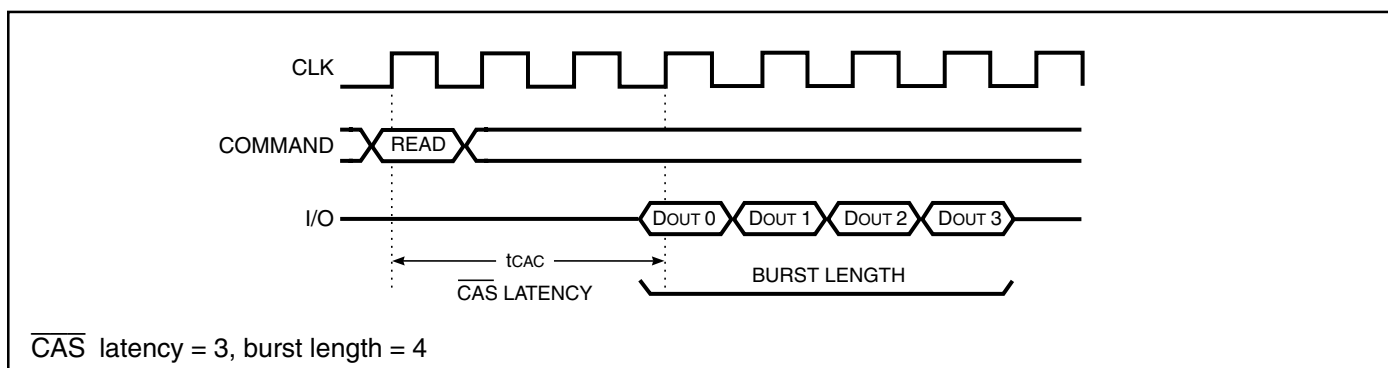 CLK
COMMAND
READ
I/O
DOUT 0
DOUT 1
DOUT 2
DOUT 3
tCAC
CAS LATENCY
BURST LENGTH
CAS latency = 3, burst length = 4